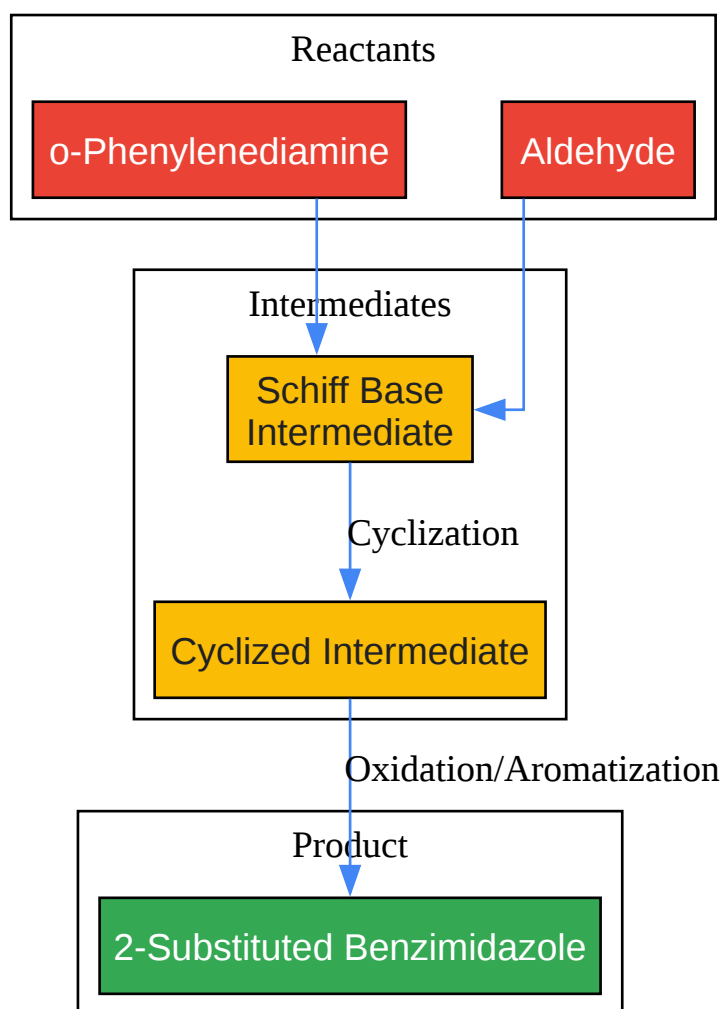 Reactants
o-Phenylenediamine
Aldehyde
Intermediates
Schiff Base
Intermediate
Cyclization
Cyclized Intermediate
Oxidation/Aromatization
Product
2-Substituted Benzimidazole